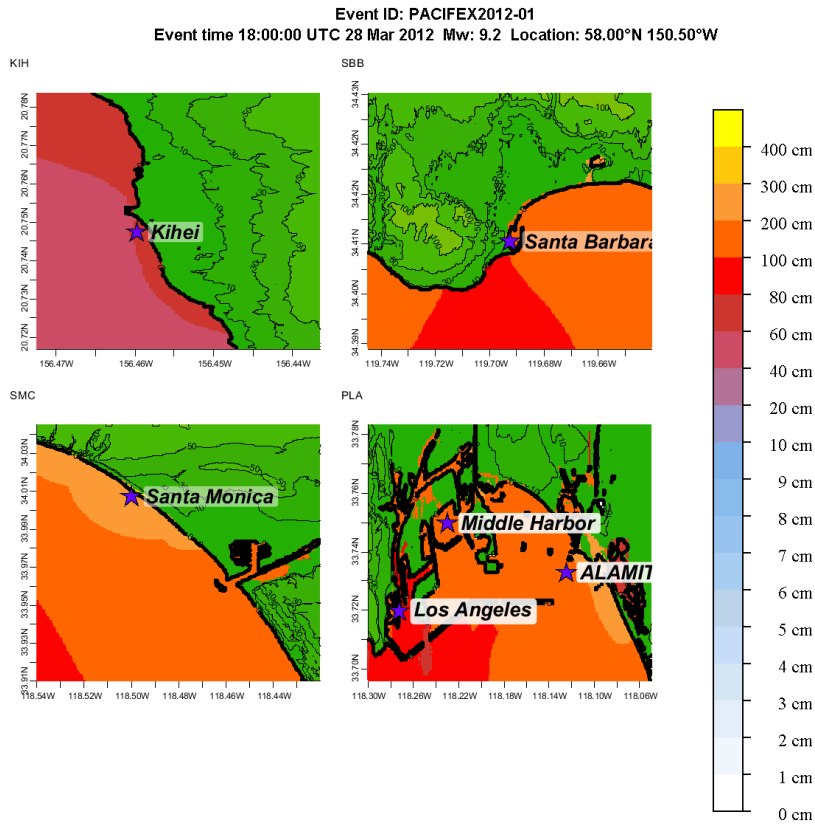 Event ID: PACIFEX2012-01
Event time 18:00:00 UTC 28 Mar 2012 Mw: 9.2 Location: 58.00°N 150.50°W
KIH
20.78N
20.77N
20.76N
20.75N
20.74N
20.73N
20.72N
Kihei
156.47W 156.46W 156.45W 156.44W
SBB
34.43N
34.42N
34.42N
34.41N
34.40N
34.39N
Santa Barbara
119.74W 119.72W 119.70W 119.68W 119.66W
SMC
34.03N
34.01N
33.99N
33.97N
33.95N
33.93N
33.91N
Santa Monica
118.54W 118.52W 118.50W 118.48W 118.46W 118.44W
PLA
33.78N
33.76N
33.74N
33.72N
33.70N
Middle Harbor
ALAMIT
Los Angeles
118.30W 118.26W 118.22W 118.18W 118.14W 118.10W 118.06W
400 cm
300 cm
200 cm
100 cm
80 cm
60 cm
40 cm
20 cm
10 cm
9 cm
8 cm
7 cm
6 cm
5 cm
4 cm
3 cm
2 cm
1 cm
0 cm